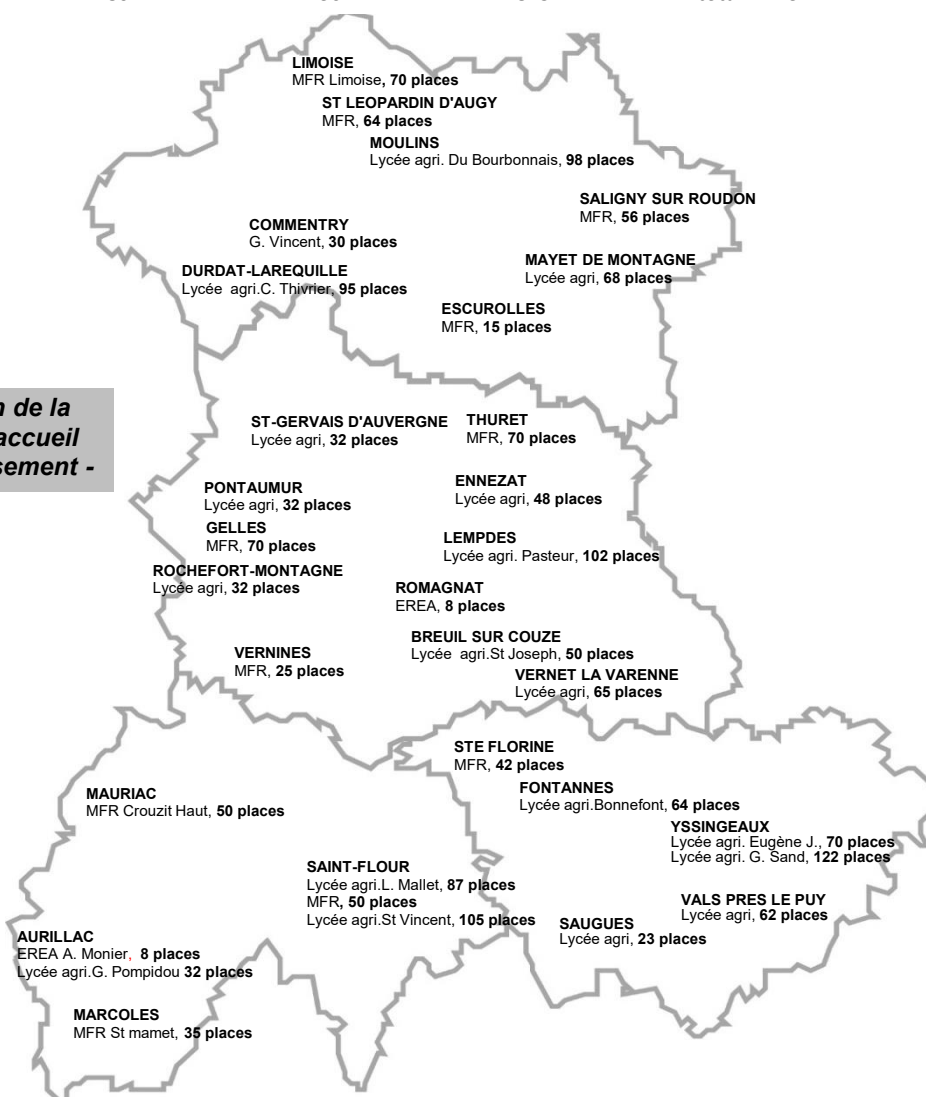 LIMOISE
MFR Limoise, 70 places
ST LEOPARDIN D'AUGY
MFR, 64 places
MOULINS
Lycée agri. Du Bourbonnais, 98 places
SALIGNY SUR ROUDON
MFR, 56 places
COMMENTRY
G. Vincent, 30 places
MAYET DE MONTAGNE
Lycée agri, 68 places
DURDAT-LAREQUILLE
Lycée agri.C. Thivrier, 95 places
ESCUROLLES
MFR, 15 places
de la
accueil
sement -
ST-GERVAIS D'AUVERGNE
Lycée agri, 32 places
THURET
MFR, 70 places
PONTAUMUR
Lycée agri, 32 places
ENNEZAT
Lycée agri, 48 places
GELLES
MFR, 70 places
LEMPDES
Lycée agri. Pasteur, 102 places
ROCHEFORT-MONTAGNE
Lycée agri, 32 places
ROMAGNAT
EREA, 8 places
BREUIL SUR COUZE
Lycée agri.St Joseph, 50 places
VERNINES
MFR, 25 places
VERNET LA VARENNE
Lycée agri, 65 places
STE FLORINE
MFR, 42 places
MAURIAC
MFR Crouzit Haut, 50 places
FONTANNES
Lycée agri.Bonnefont, 64 places
YSSINGEAUX
Lycée agri. Eugène J., 70 places
Lycée agri. G. Sand, 122 places
SAINT-FLOUR
Lycée agri.L. Mallet, 87 places
MFR, 50 places
Lycée agri.St Vincent, 105 places
VALS PRES LE PUY
Lycée agri, 62 places
SAUGUES
Lycée agri, 23 places
AURILLAC
EREA A. Monier, 8 places
Lycée agri.G. Pompidou 32 places
MARCOLES
MFR St mamet, 35 places